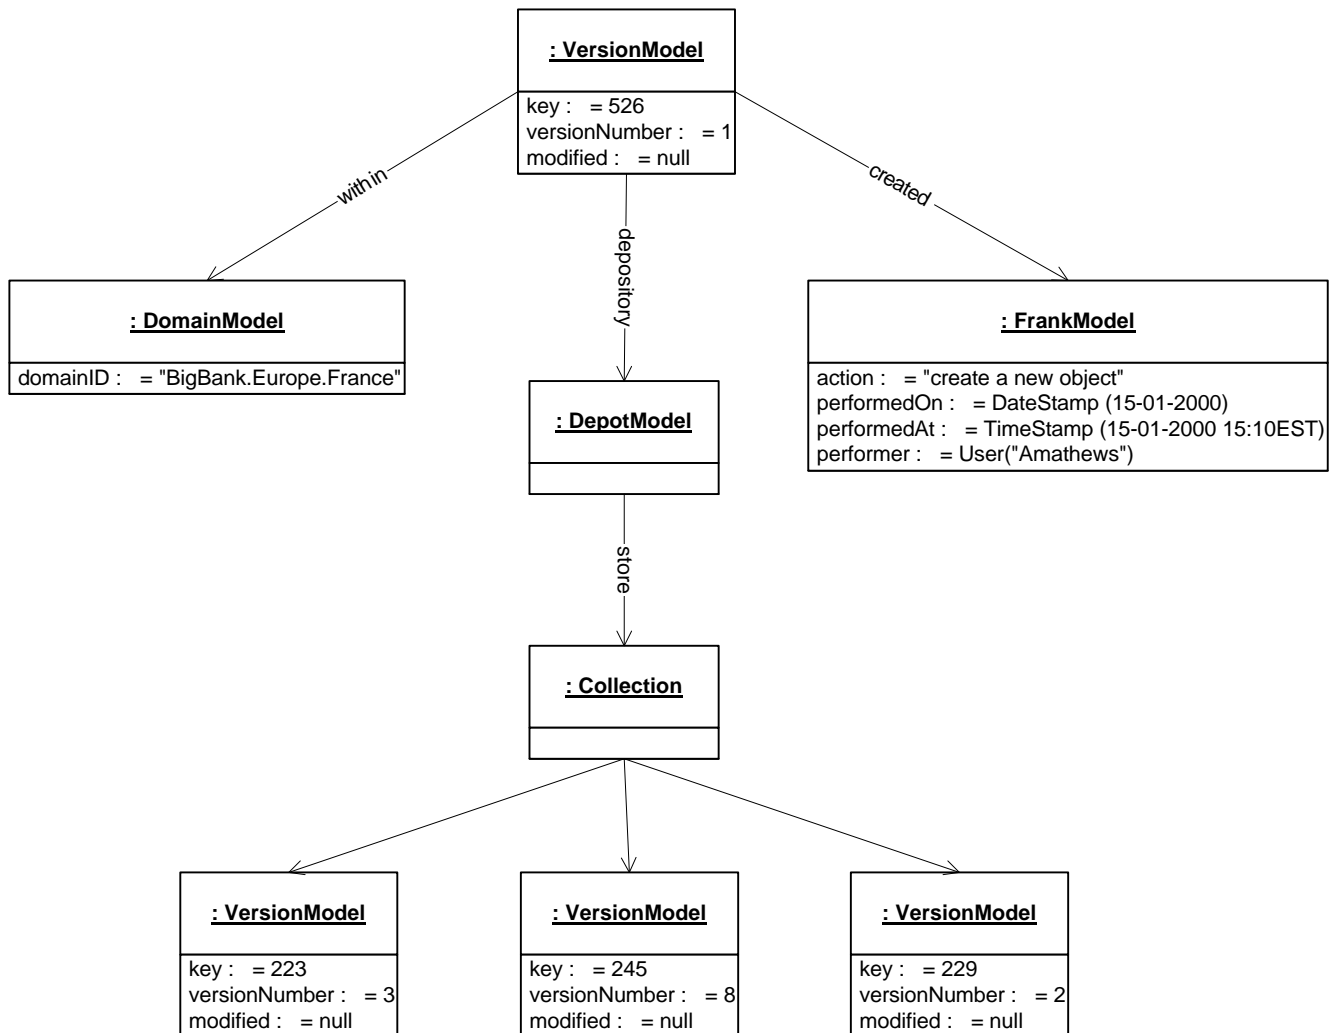 : VersionModel
key :   = 526
versionNumber :   = 1
modified :   = null
within
depository
created
: DomainModel
domainID :   = "BigBank.Europe.France"
: FrankModel
action :   = "create a new object"
performedOn :   = DateStamp (15-01-2000)
performedAt :   = TimeStamp (15-01-2000 15:10EST)
performer :   = User("Amathews")
: DepotModel
store
: Collection
: VersionModel
key :   = 223
versionNumber :   = 3
modified :   = null
: VersionModel
key :   = 245
versionNumber :   = 8
modified :   = null
: VersionModel
key :   = 229
versionNumber :   = 2
modified :   = null